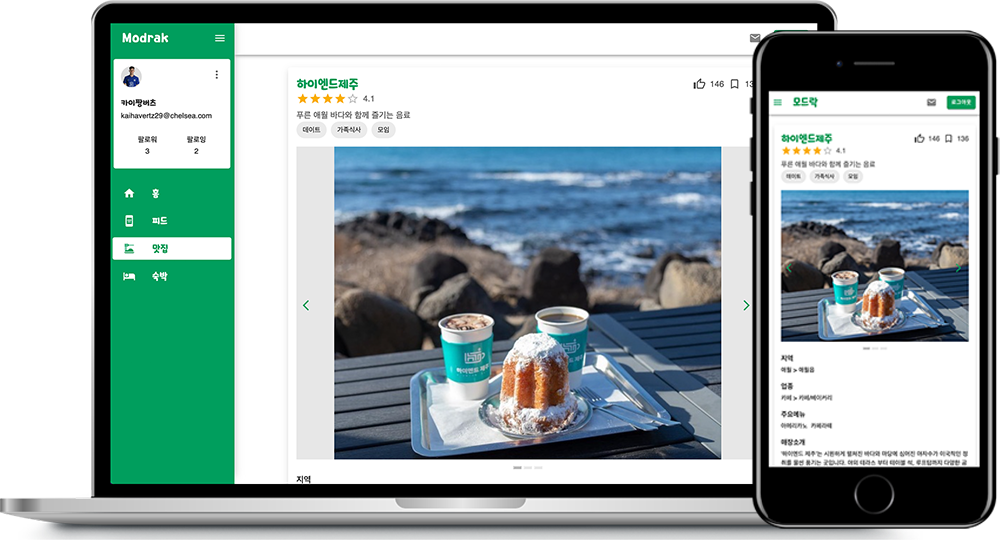 Modrak
카이짱버츠
kaihavertz29@chelsea.com
팔로워 팔로잉
3 2
홈
피드
맛집
숙박
하이엔드제주
146
4.1
푸른 애월 바다와 함께 즐기는 음료
데이트 가족식사 모임
하이엔드 제주
지역
모드락
로그아웃
하이엔드제주
146 136
4.1
푸른 애월 바다와 함께 즐기는 음료
데이트 가족식사 모임
지역
애월 > 애월읍
업종
카페 > 카페/베이커리
주요메뉴
아메리카노 카페라떼
매장소개
'하이엔드 제주'는 시원하게 펼쳐진 바다와 마당에 심어진 야자수가 이국적인 정
취를 물씬 풍기는 곳입니다. 야외 테라스 부터 테이블 석, 루프탑까지 다양한 공